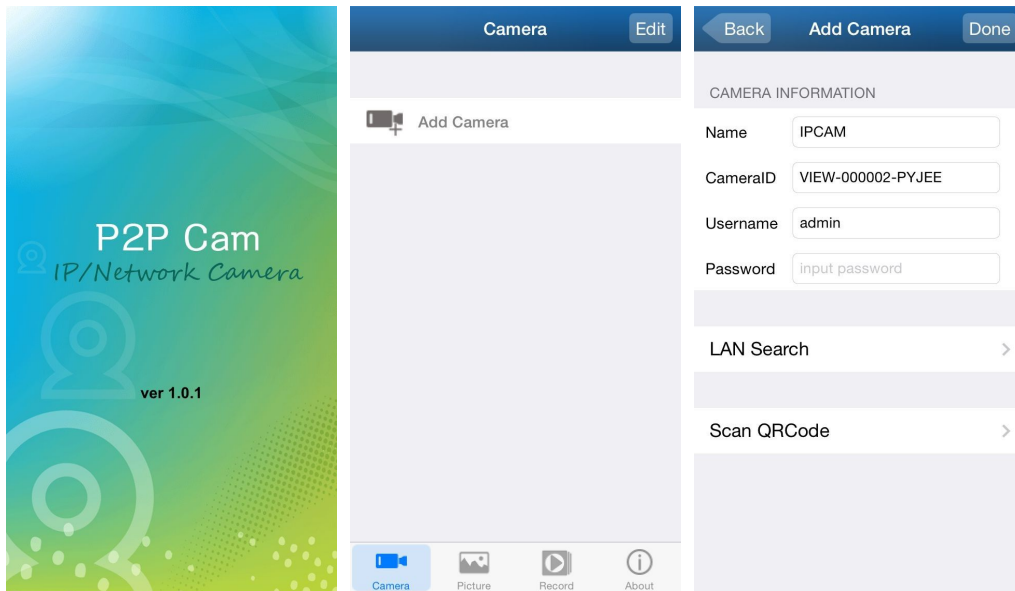 P2P Cam
IP/Network Camera
ver 1.0.1
Camera
Edit
Add Camera
Camera
Picture
Record
About
Back
Add Camera
Done
CAMERA INFORMATION
Name
IPCAM
CameraID
VIEW-000002-PYJEE
Username
admin
Password
input password
LAN Search
Scan QRCode